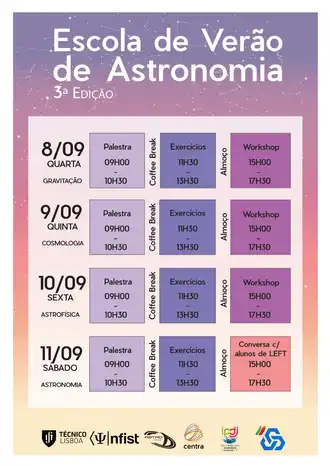 Escola de Verão
de Astronomia
3ª Edição
8/09
QUARTA
GRAVITAÇÃO
Palestra
09H00
-
10H30
Coffee Break
Exercícios
11H30
-
13H30
Almoço
Workshop
15H00
-
17H30
9/09
QUINTA
COSMOLOGIA
Palestra
09H00
-
10H30
Coffee Break
Exercícios
11H30
-
13H30
Almoço
Workshop
15H00
-
17H30
10/09
SEXTA
ASTROFÍSICA
Palestra
09H00
-
10H30
Coffee Break
Exercícios
11H30
-
13H30
Almoço
Workshop
15H00
-
17H30
11/09
SÁBADO
ASTRONOMIA
Palestra
09H00
-
10H30
Coffee Break
Exercícios
11H30
-
13H30
Almoço
Conversa c/
alunos de LEFT
15H00
-
17H30
TÉCNICO
LISBOA
nfist
centra